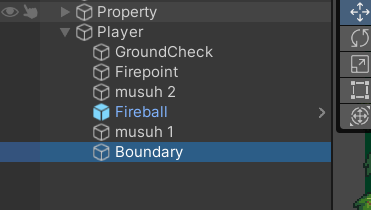 Property
Player
GroundCheck
Firepoint
musuh 2
Fireball
musuh 1
Boundary